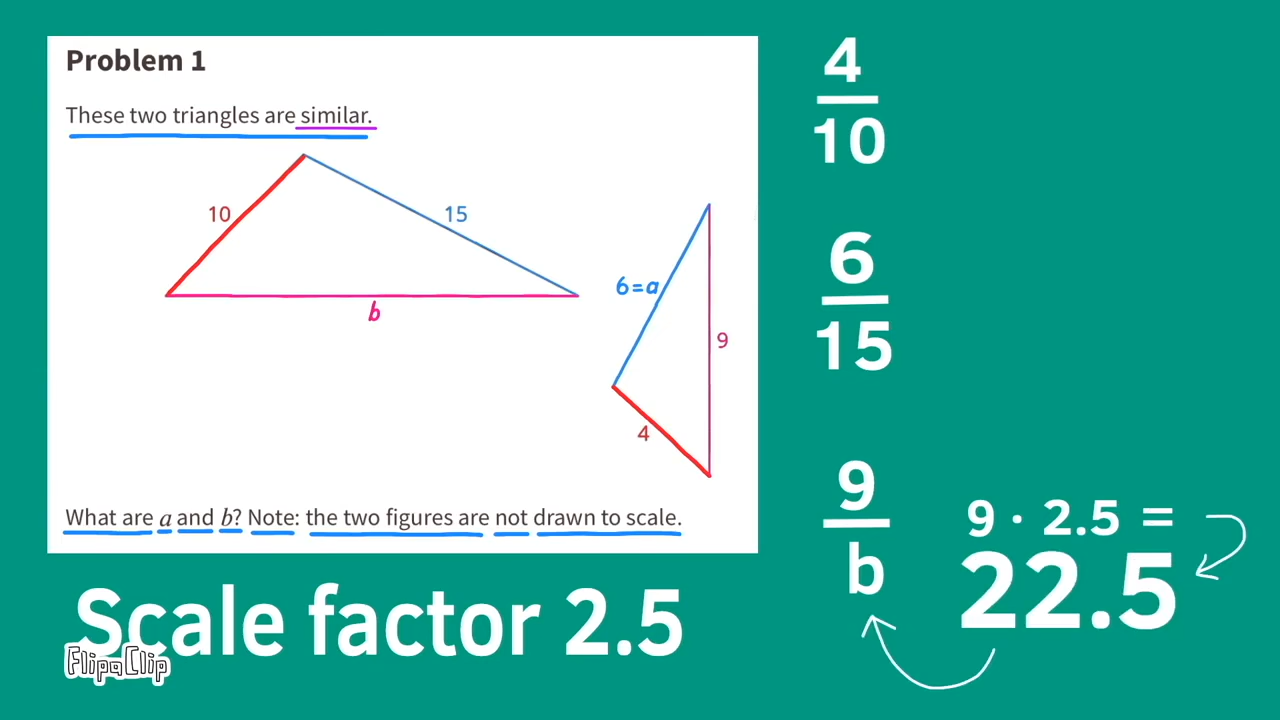 Problem 1
These two triangles are similar.
10
15
b
6=a
9
4
What are a and b? Note: the two figures are not drawn to scale.
Scale factor 2.5
FlipaClip
4
10
6
15
9
b
9 · 2.5 =
22.5